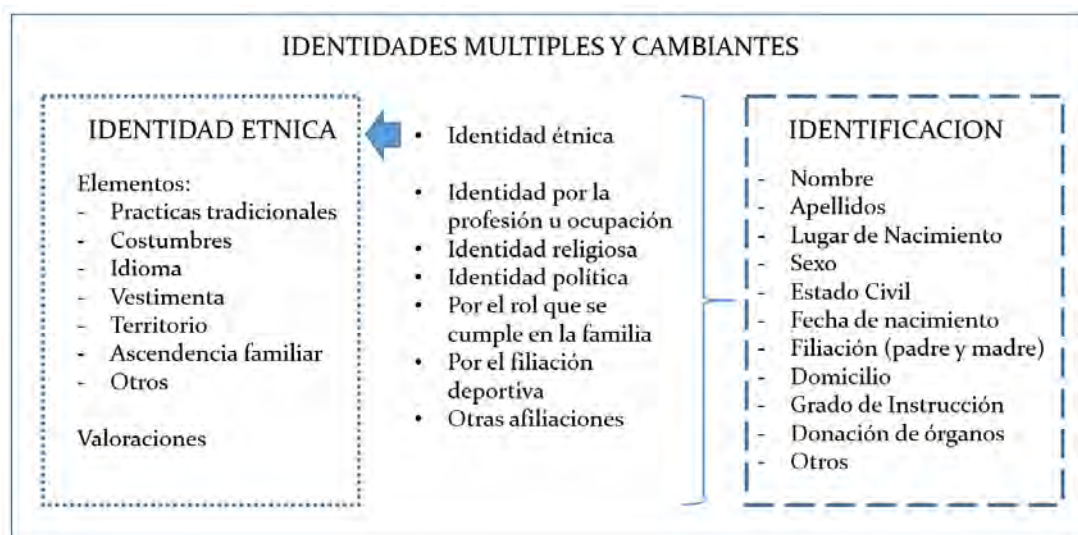 IDENTIDADES MULTIPLES Y CAMBIANTES
IDENTIDAD ETNICA
Elementos:
- Practicas tradicionales
- Costumbres
- Idioma
- Vestimenta
- Territorio
- Ascendencia familiar
- Otros
Valoraciones
• Identidad étnica
• Identidad por la
profesión u ocupación
• Identidad religiosa
• Identidad política
• Por el rol que se
cumple en la familia
• Por el filiación
deportiva
• Otras afiliaciones
IDENTIFICACION
- Nombre
- Apellidos
- Lugar de Nacimiento
- Sexo
- Estado Civil
- Fecha de nacimiento
- Filiación (padre y madre)
- Domicilio
- Grado de Instrucción
- Donación de órganos
- Otros